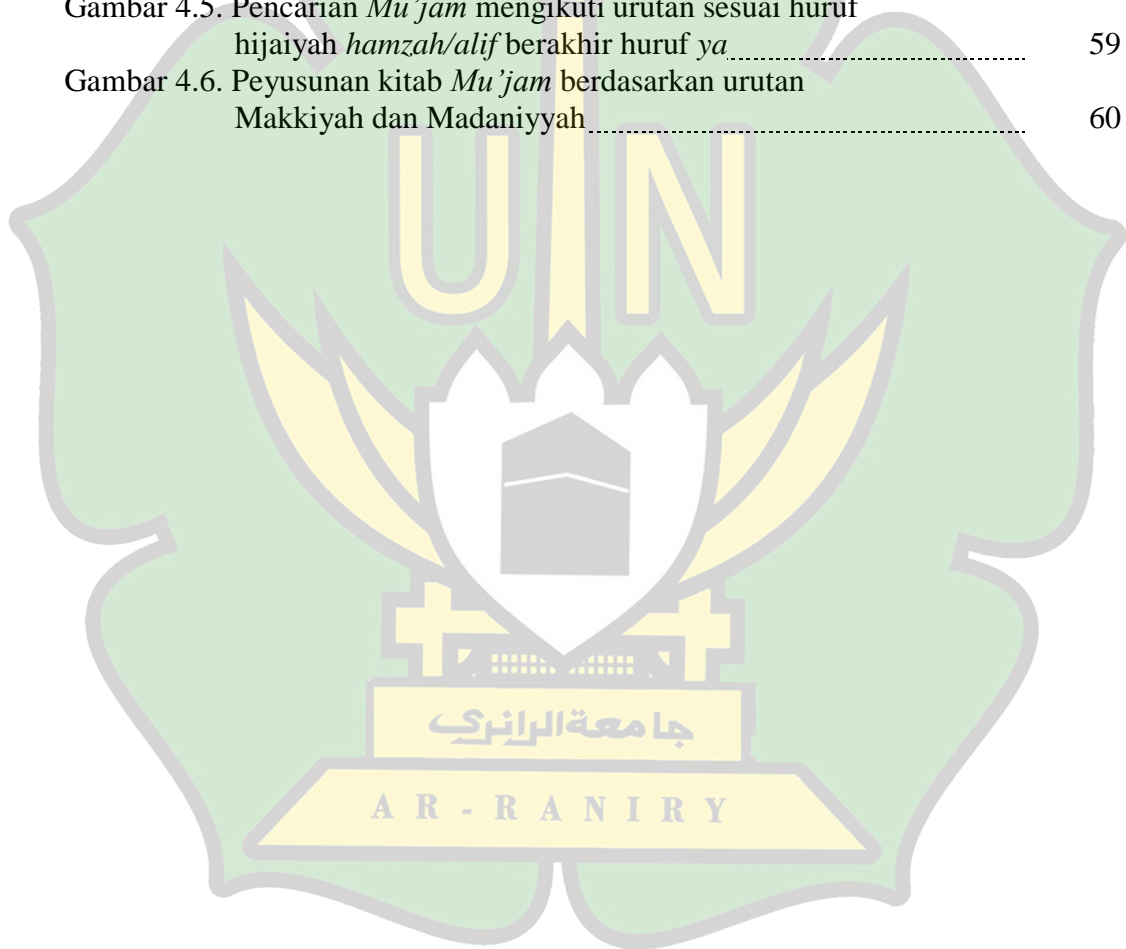 Gambar 4.5. Pencarian Mu’jam mengikuti urutan sesuai huruf
hijaiyah hamzah/alif berakhir huruf ya 59
Gambar 4.6. Peyusunan kitab Mu’jam berdasarkan urutan
Makkiyah dan Madaniyyah 60
U I N
جامعة الرانري
AR-RANIRY